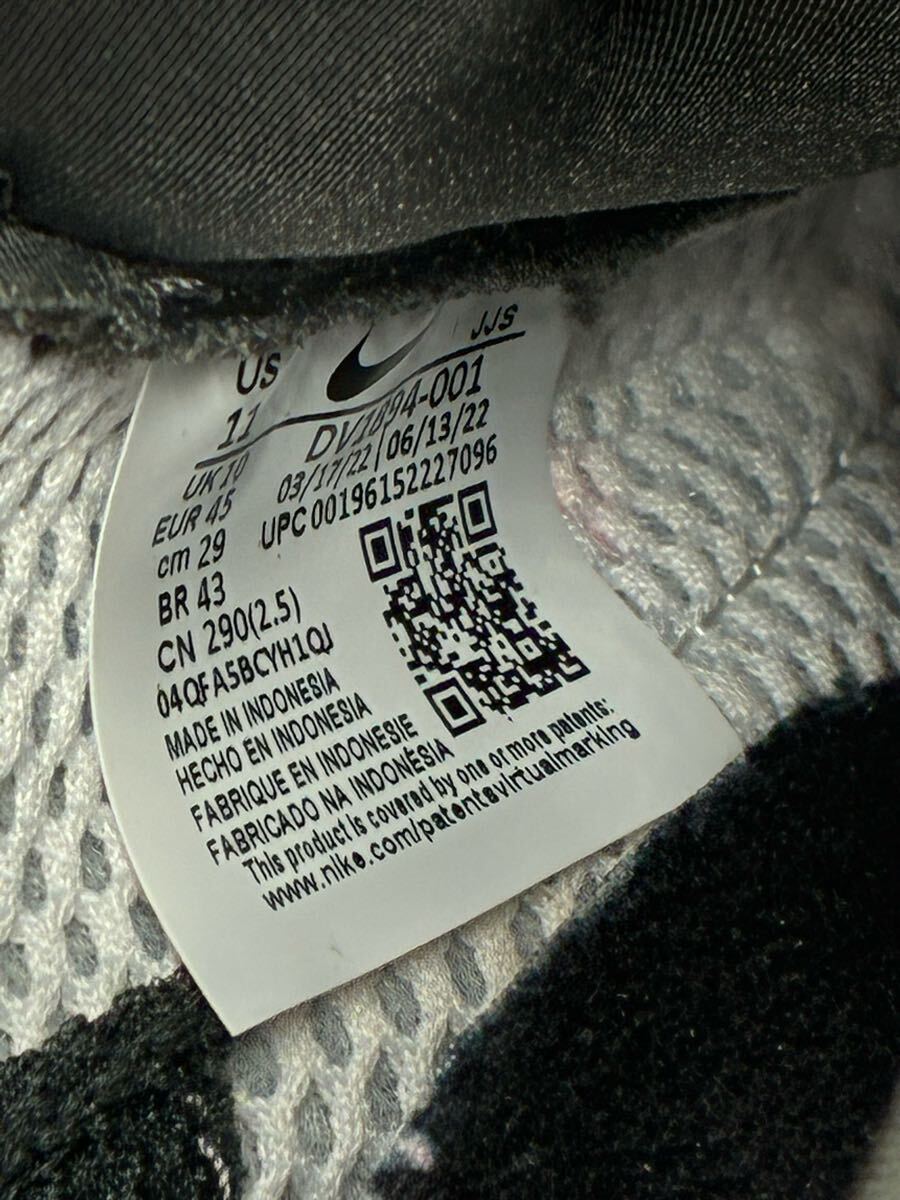 US JJS
11 DV1894-001
UK 10 03/17/22 | 06/13/22
EUR 45 UPC 00196152227096
cm 29
BR 43
CN 290(2.5)
04QFA5BCYH1QJ
MADE IN INDONESIA
HECHO EN INDONESIA
FABRIQUE EN INDONESIE
FABRICADO NA INDONÉSIA
This product is covered by one or more patents:
www.nike.com/patentsvirtualmarking